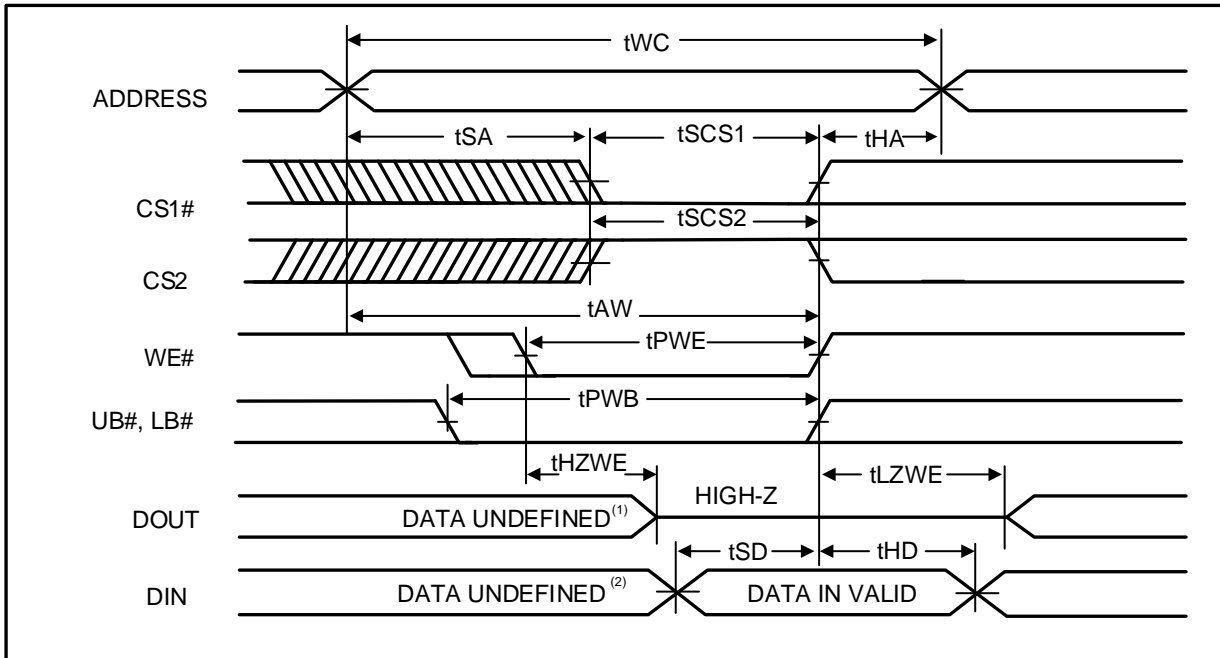 tWC
ADDRESS
tSA
tSCS1
tHA
CS1#
tSCS2
CS2
tAW
WE#
tPWE
tPWB
UB#, LB#
tHZWE
tLZWE
HIGH-Z
DOUT
DATA UNDEFINED(1)
tSD
tHD
DIN
DATA UNDEFINED(2)
DATA IN VALID